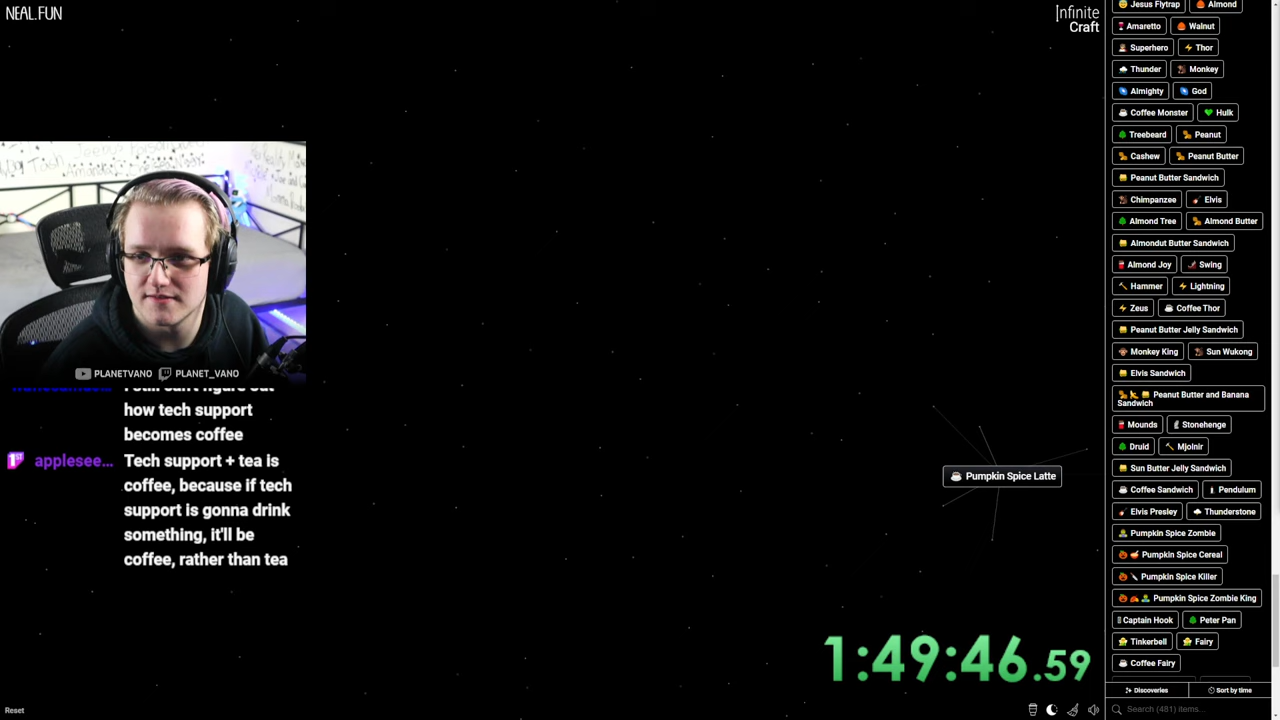 NEAL.FUN
Infinite
Craft
PLANETVANO PLANET_VANO
how tech support
becomes coffee
applesee... Tech support + tea is
coffee, because if tech
support is gonna drink
something, it'll be
coffee, rather than tea
Pumpkin Spice Latte
1:49:46.59
Reset
Jesus Flytrap Almond
Amaretto Walnut
Superhero Thor
Thunder Monkey
Almighty God
Coffee Monster Hulk
Treebeard Peanut
Cashew Peanut Butter
Peanut Butter Sandwich
Chimpanzee Elvis
Almond Tree Almond Butter
Almondut Butter Sandwich
Almond Joy Swing
Hammer Lightning
Zeus Coffee Thor
Peanut Butter Jelly Sandwich
Monkey King Sun Wukong
Elvis Sandwich
Peanut Butter and Banana
Sandwich
Mounds Stonehenge
Druid Mjolnir
Sun Butter Jelly Sandwich
Coffee Sandwich Pendulum
Elvis Presley Thunderstone
Pumpkin Spice Zombie
Pumpkin Spice Cereal
Pumpkin Spice Killer
Pumpkin Spice Zombie King
Captain Hook Peter Pan
Tinkerbell Fairy
Coffee Fairy
Discoveries Sort by time
Search (481) items...